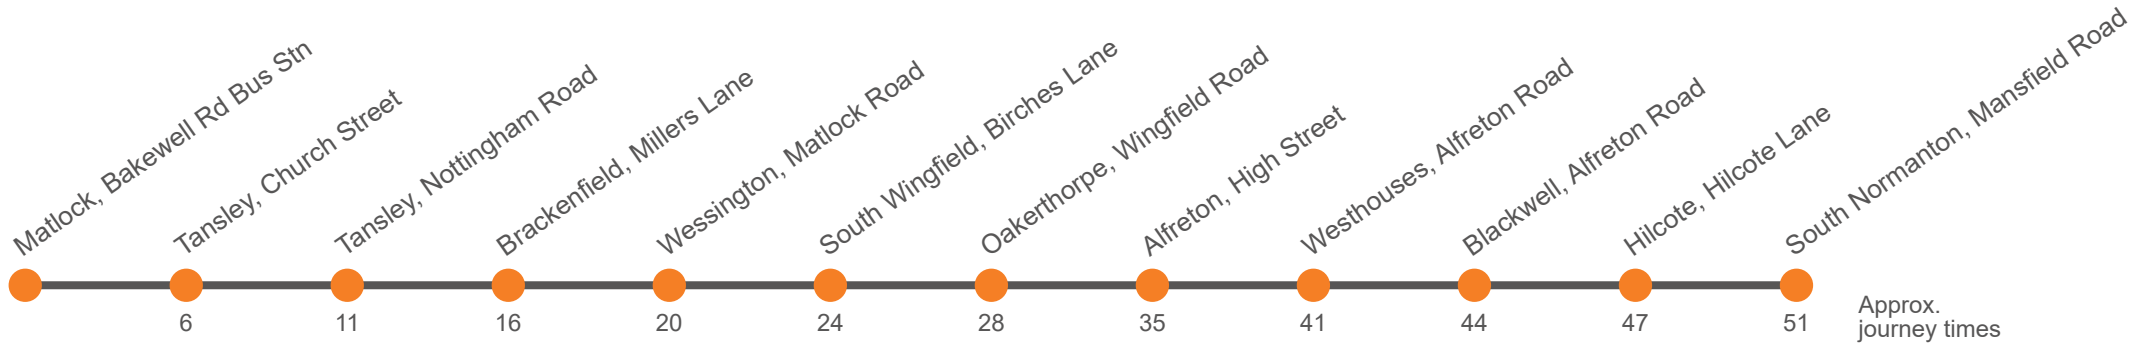 Matlock, Bakewell Rd Bus Stn
Tansley, Church Street
Tansley, Nottingham Road
Brackenfield, Millers Lane
Wessington, Matlock Road
South Wingfield, Birches Lane
Oakerthorpe, Wingfield Road
Alfreton, High Street
Westhouses, Alfreton Road
Blackwell, Alfreton Road
Hilcote, Hilcote Lane
South Normanton, Mansfield Road
6 11 16 20 24 28 35 41 44 47 51
Approx.
journey times